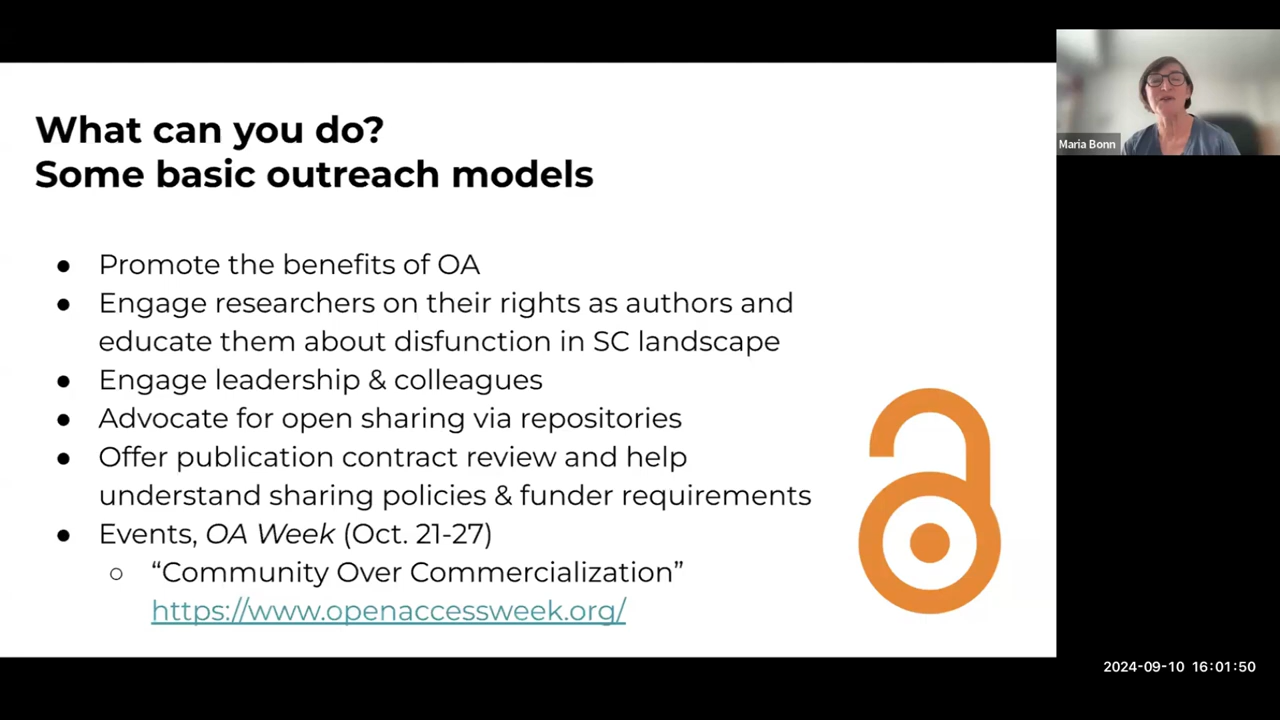 What can you do?
Some basic outreach models
● Promote the benefits of OA
● Engage researchers on their rights as authors and
educate them about disfunction in SC landscape
● Engage leadership & colleagues
● Advocate for open sharing via repositories
● Offer publication contract review and help
understand sharing policies & funder requirements
● Events, OA Week (Oct. 21-27)
○ “Community Over Commercialization”
https://www.openaccessweek.org/
Maria Bonn
2024-09-10 16:01:50